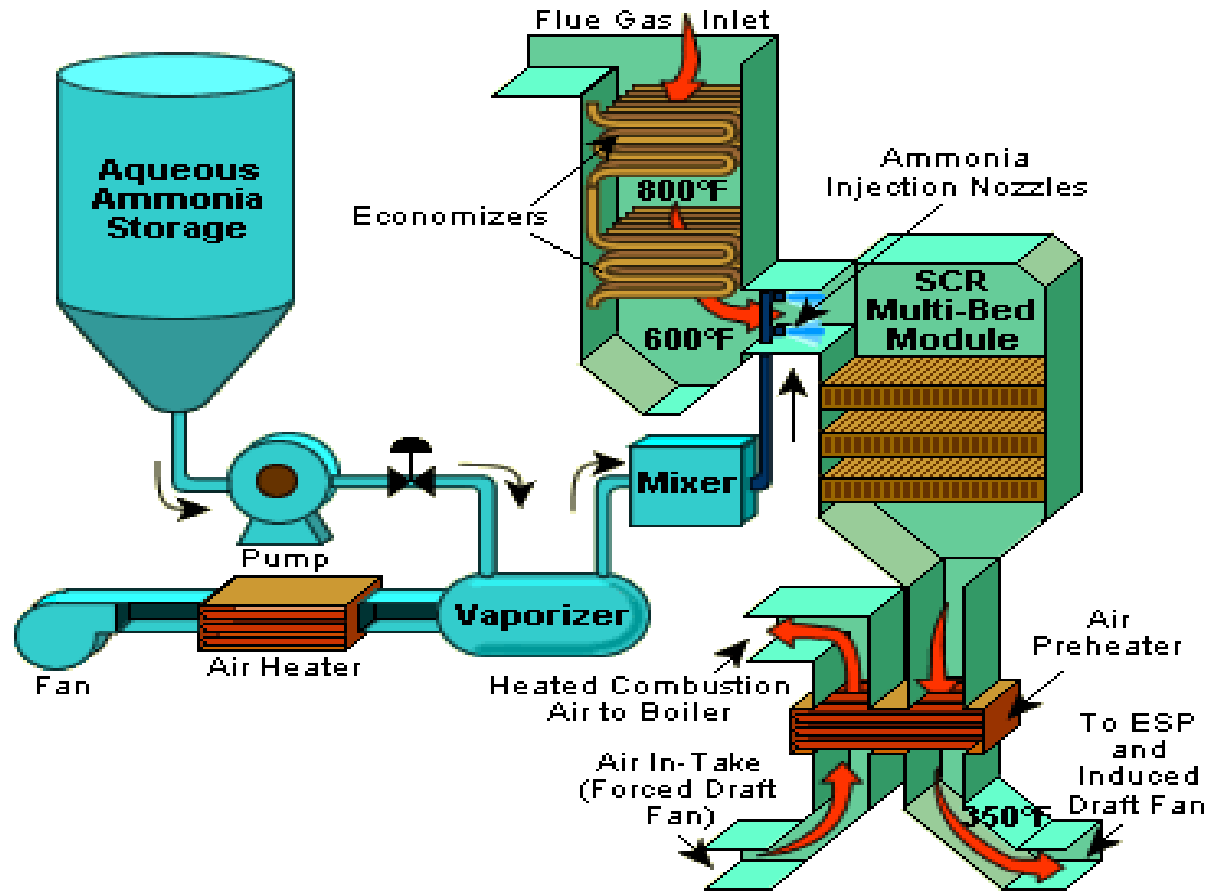 Flue Gas Inlet
Aqueous
Ammonia
Storage
Economizers
800°F
600°F
Ammonia
Injection Nozzles
SCR
Multi-Bed
Module
Pump
Mixer
Vaporizer
Fan
Air Heater
Heated Combustion
Air to Boiler
Air
Preheater
Air In-Take
(Forced Draft
Fan)
To ESP
and
Induced
Draft Fan
350°F